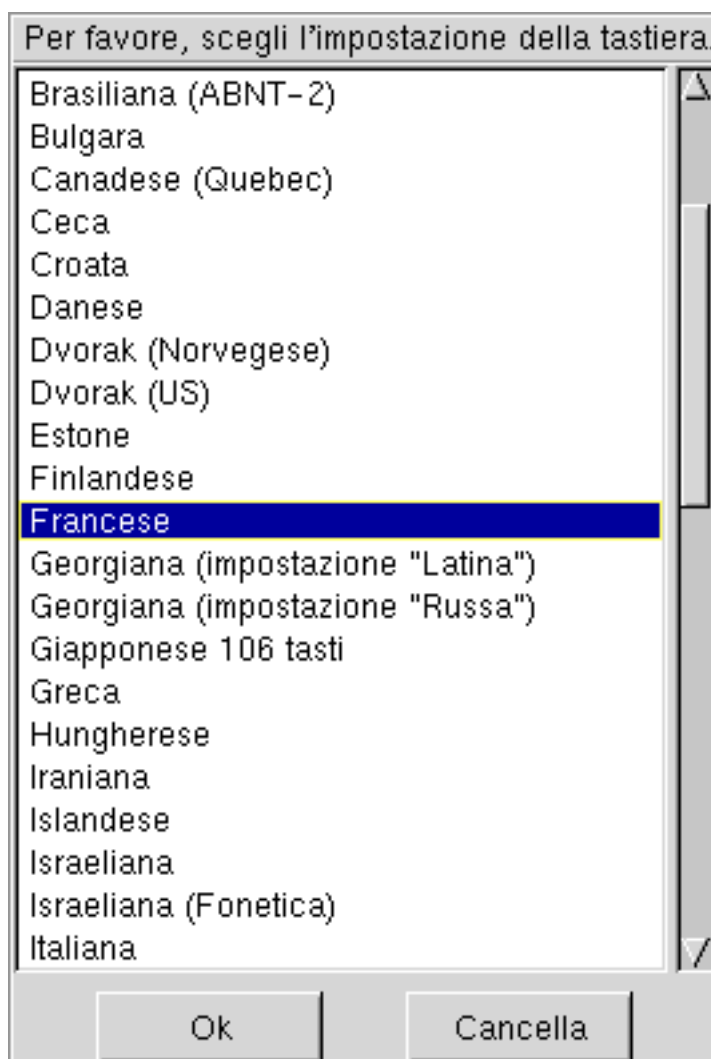 Per favore, scegli l'impostazione della tastiera.
Brasiliana (ABNT-2)
Bulgara
Canadese (Quebec)
Ceca
Croata
Danese
Dvorak (Norvegese)
Dvorak (US)
Estone
Finlandese
Francese
Georgiana (impostazione "Latina")
Georgiana (impostazione "Russa")
Giapponese 106 tasti
Greca
Hungherese
Iraniana
Islandese
Israeliana
Israeliana (Fonetica)
Italiana
Ok
Cancella